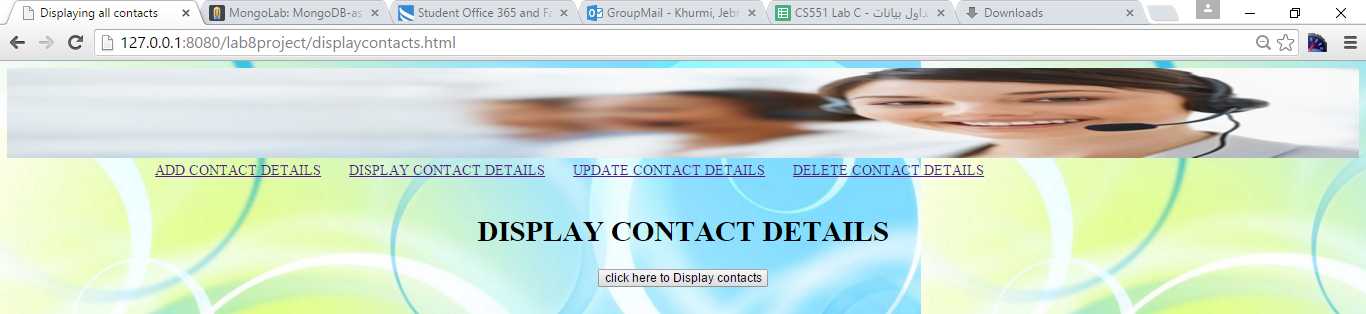 Displaying all contacts
MongoLab: MongoDB-as
Student Office 365 and Fa
GroupMail - Khurmi, Jebr
CS551 Lab C - جداول بيانات
Downloads
127.0.0.1:8080/lab8project/displaycontacts.html
ADD CONTACT DETAILS DISPLAY CONTACT DETAILS UPDATE CONTACT DETAILS DELETE CONTACT DETAILS
DISPLAY CONTACT DETAILS
click here to Display contacts